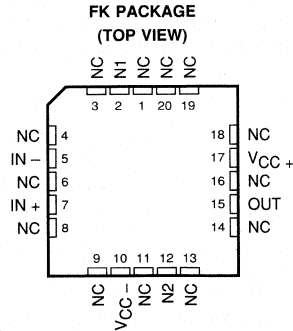 FK PACKAGE
(TOP VIEW)
NC N1 NC NC NC
3 2 1 20 19
NC 4 18 NC
IN – 5 17 VCC +
NC 6 16 NC
IN + 7 15 OUT
NC 8 14 NC
9 10 11 12 13
NC VCC – NC N2 NC